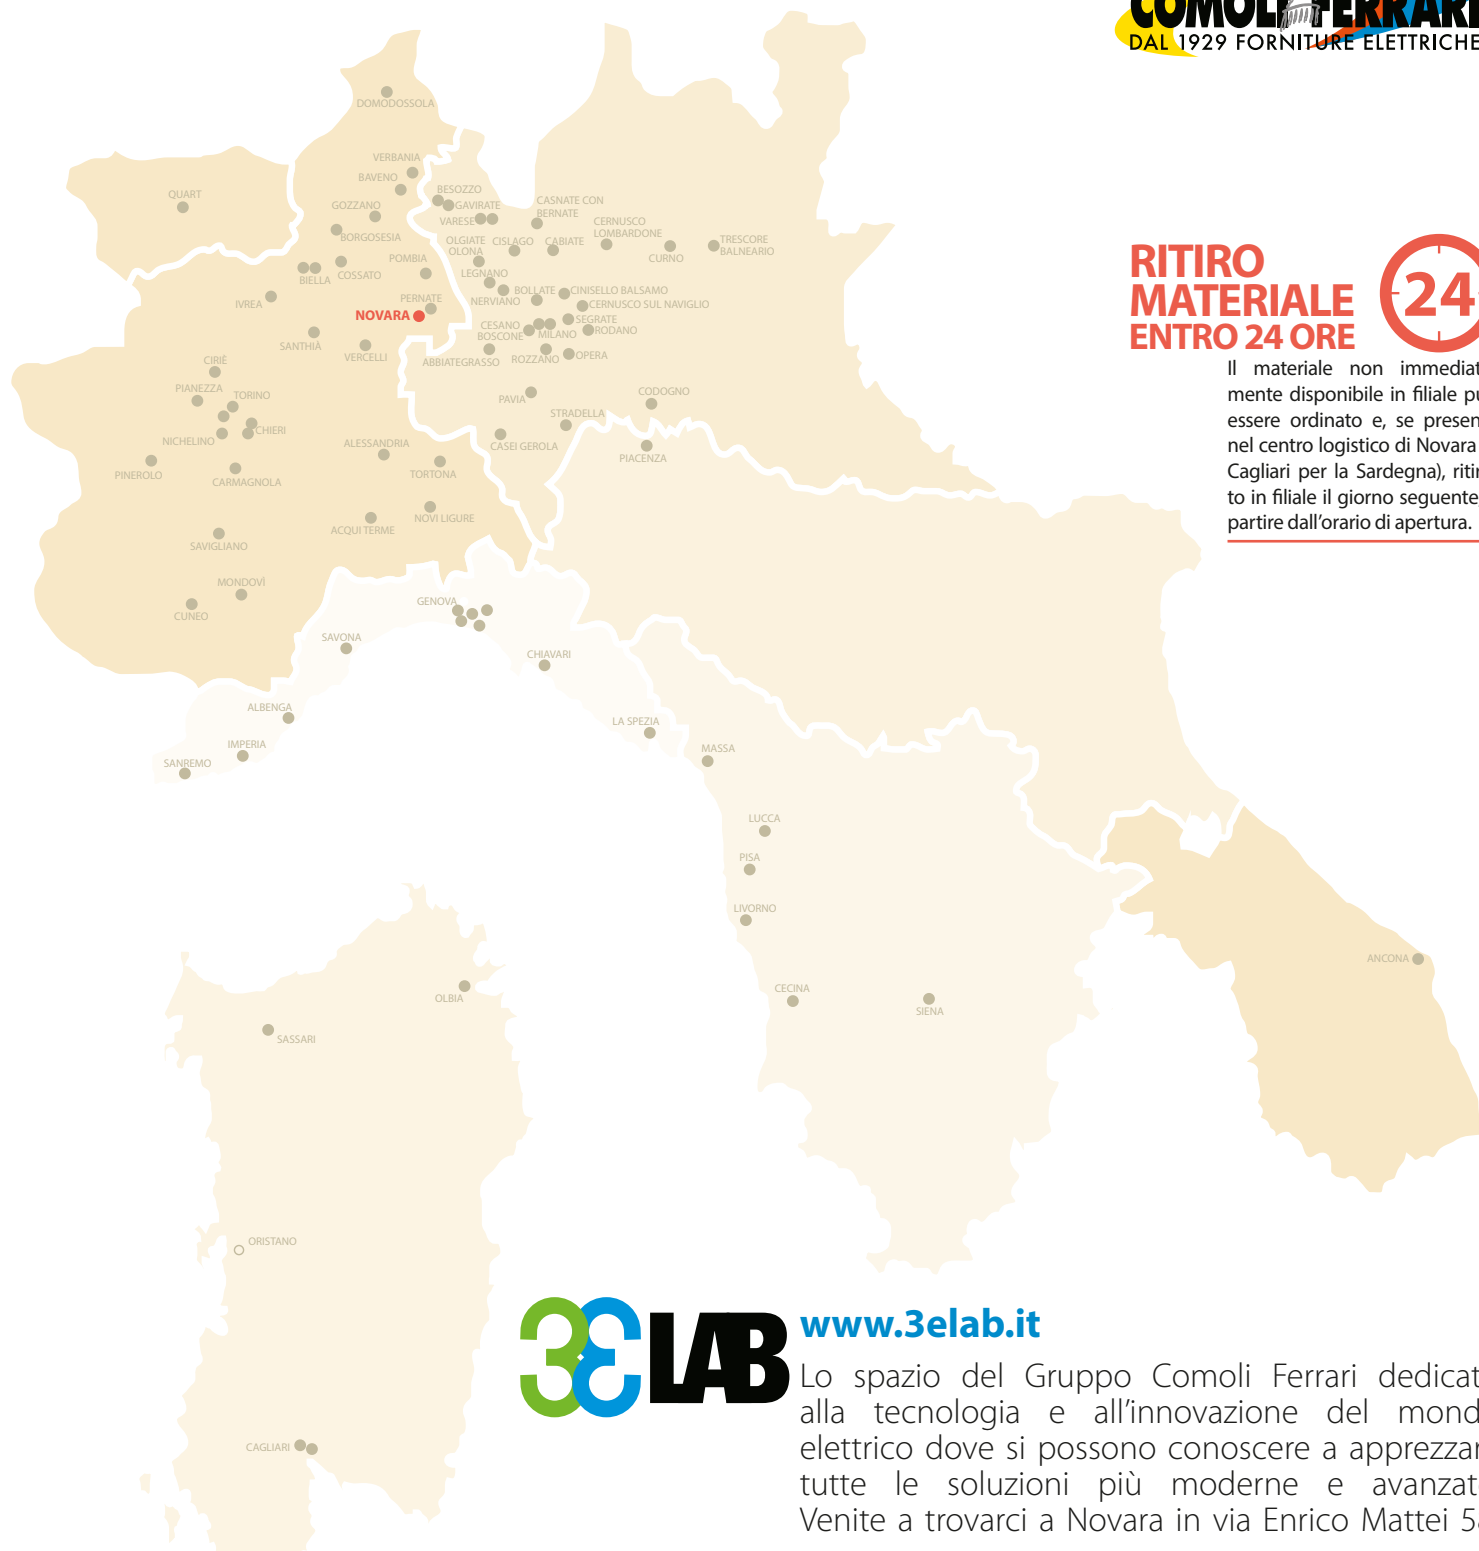 COMOLI FERRARI
DAL 1929 FORNITURE ELETTRICHE
DOMODOSSOLA
VERBANIA
BAVENO
QUART
GOZZANO
BORGOSESIA
BESOZZO
GAVIRATE
VARESE
CASNATE CON
BERNATE
CERNUSCO
LOMBARDONE
TRESCORE
BALNEARIO
OLGIATE
OLONA
CISLAGO
CABIATE
CURNO
POMBIA
COSSATO
BIELLA
LEGNANO
NERVIANO
BOLLATE
CINISELLO BALSAMO
CERNUSCO SUL NAVIGLIO
IVREA
PERNATE
NOVARA
SEGRATE
CESANO
BOSCONE
MILANO
RODANO
SANTHIÀ
VERCELLI
ABBIATEGRASSO
ROZZANO
OPERA
CIRIÈ
PIANEZZA
TORINO
PAVIA
CODOGNO
STRADELLA
NICHELINO
CHIERI
ALESSANDRIA
CASEI GEROLA
PIACENZA
PINEROLO
CARMAGNOLA
TORTONA
ACQUI TERME
NOVI LIGURE
SAVIGLIANO
MONDOVÌ
CUNEO
GENOVA
SAVONA
CHIAVARI
ALBENGA
LA SPEZIA
IMPERIA
SANREMO
MASSA
LUCCA
PISA
LIVORNO
CECINA
SIENA
ANCONA
OLBIA
SASSARI
ORISTANO
CAGLIARI
RITIRO
MATERIALE
ENTRO 24 ORE
24
Il materiale non immediat
mente disponibile in filiale pu
essere ordinato e, se presen
nel centro logistico di Novara
Cagliari per la Sardegna), ritir
to in filiale il giorno seguente
partire dall'orario di apertura.
3E LAB
www.3elab.it
Lo spazio del Gruppo Comoli Ferrari dedicat
alla tecnologia e all'innovazione del mond
elettrico dove si possono conoscere a apprezzar
tutte le soluzioni più moderne e avanzat
Venite a trovarci a Novara in via Enrico Mattei 5